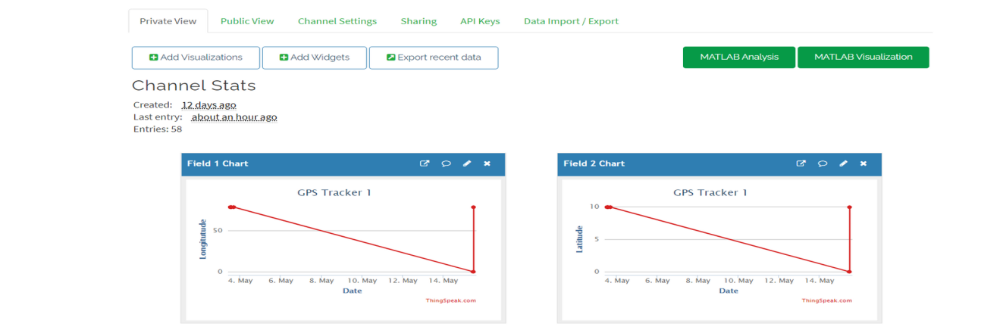 Private View Public View Channel Settings Sharing API Keys Data Import / Export
Add Visualizations Add Widgets Export recent data MATLAB Analysis MATLAB Visualization
Channel Stats
Created: 12 days ago
Last entry: about an hour ago
Entries: 58
Field 1 Chart
GPS Tracker 1
Longitutude
50
0
4. May 6. May 8. May 10. May 12. May 14. May
Date
ThingSpeak.com
Field 2 Chart
GPS Tracker 1
Latitude
10
5
0
4. May 6. May 8. May 10. May 12. May 14. May
Date
ThingSpeak.com